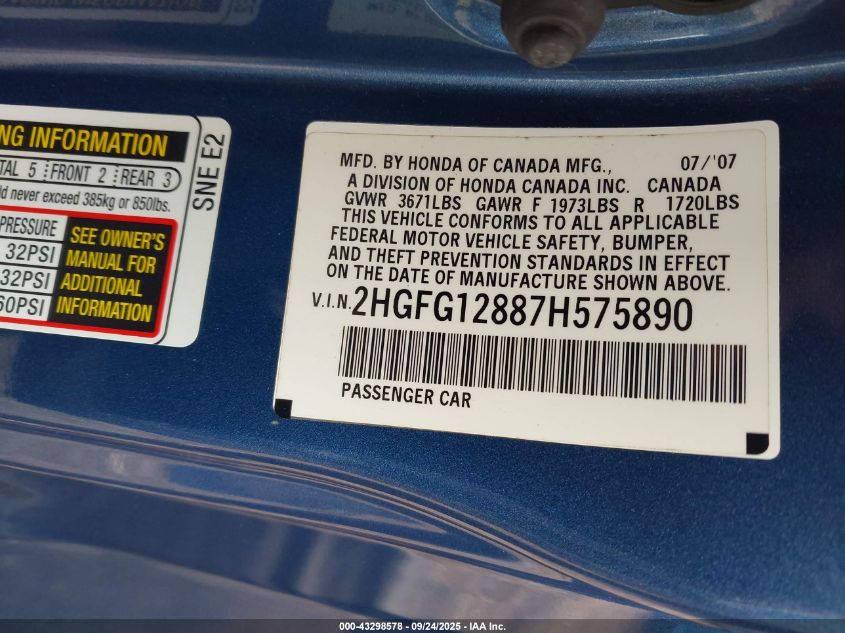 NG INFORMATION
TAL 5 FRONT 2 REAR 3
ld never exceed 385kg or 850lbs.
PRESSURE
32PSI
32PSI
60PSI
SEE OWNER'S
MANUAL FOR
ADDITIONAL
INFORMATION
SNE E2
MFD. BY HONDA OF CANADA MFG., 07/'07
A DIVISION OF HONDA CANADA INC. CANADA
GVWR 3671LBS GAWR F 1973LBS R 1720LBS
THIS VEHICLE CONFORMS TO ALL APPLICABLE
FEDERAL MOTOR VEHICLE SAFETY, BUMPER,
AND THEFT PREVENTION STANDARDS IN EFFECT
ON THE DATE OF MANUFACTURE SHOWN ABOVE.
V.I.N. 2HGFG12887H575890
PASSENGER CAR
000-43298578 - 09/24/2025 - IAA Inc.